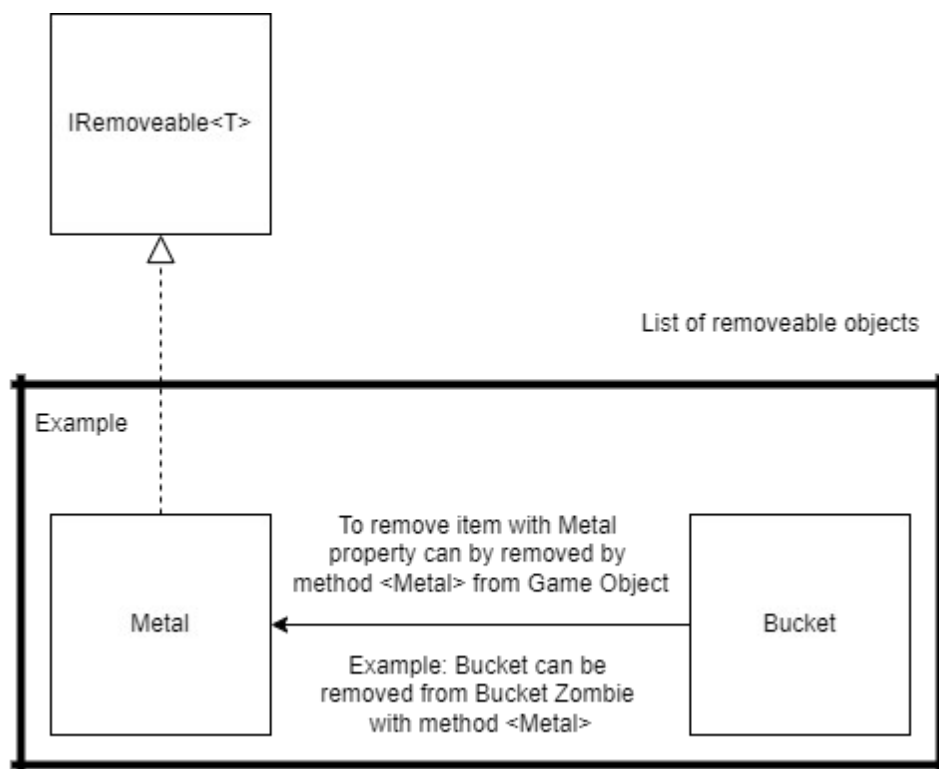 IRemoveable<T>
List of removeable objects
Example
To remove item with Metal
property can by removed by
method <Metal> from Game Object
Metal
Bucket
Example: Bucket can be
removed from Bucket Zombie
with method <Metal>